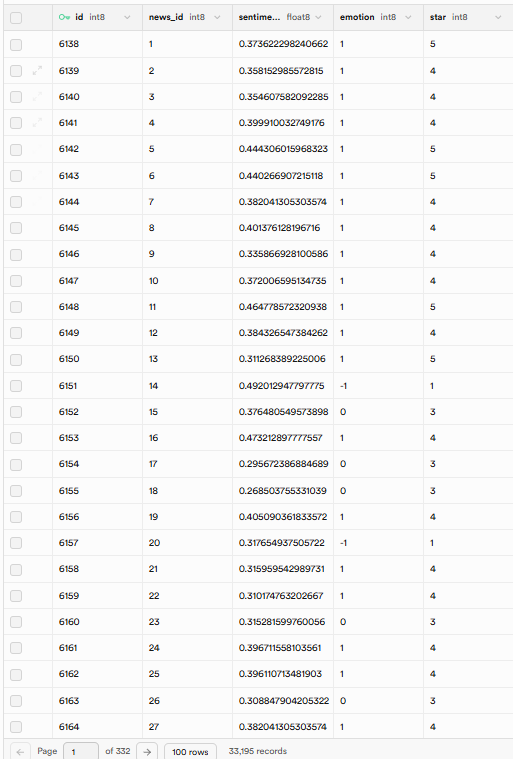 id int8 news_id int8 sentime... float8 emotion int8 star int8
6138 1 0.373622298240662 1 5
6139 2 0.358152985572815 1 4
6140 3 0.354607582092285 1 4
6141 4 0.399910032749176 1 4
6142 5 0.444306015968323 1 5
6143 6 0.440266907215118 1 5
6144 7 0.382041305303574 1 4
6145 8 0.401376128196716 1 4
6146 9 0.335866928100586 1 4
6147 10 0.372006595134735 1 4
6148 11 0.464778572320938 1 5
6149 12 0.384326547384262 1 4
6150 13 0.311268389225006 1 5
6151 14 0.492012947797775 -1 1
6152 15 0.376480549573898 0 3
6153 16 0.473212897777557 1 4
6154 17 0.295672386884689 0 3
6155 18 0.268503755331039 0 3
6156 19 0.405090361833572 1 4
6157 20 0.317654937505722 -1 1
6158 21 0.315959542989731 1 4
6159 22 0.310174763202667 1 4
6160 23 0.315281599760056 0 3
6161 24 0.396711558103561 1 4
6162 25 0.396110713481903 1 4
6163 26 0.308847904205322 0 3
6164 27 0.382041305303574 1 4
Page 1 of 332 100 rows 33,195 records